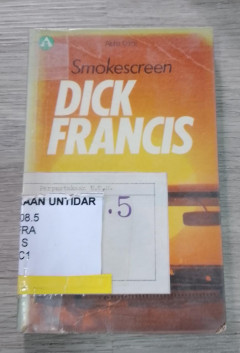 Smokescreen
DICK
FRANCIS
.5
AAN UNTIDAR
08.5
RA
S
C1